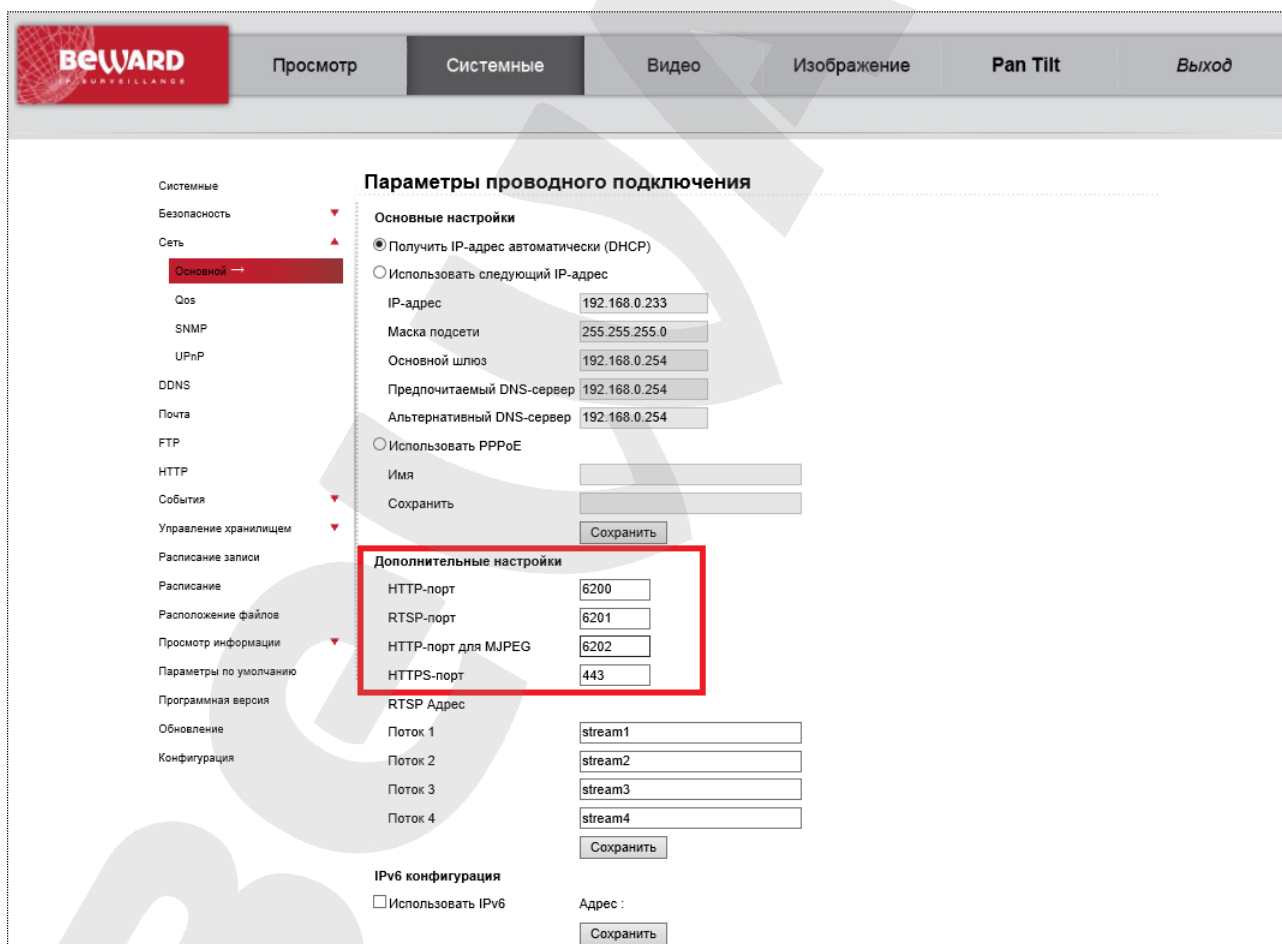 BEWARD
IP SURVEILLANCE
Просмотр
Системные
Видео
Изображение
Pan Tilt
Выход
Системные
Безопасность
Сеть
Основной →
Qos
SNMP
UPnP
DDNS
Почта
FTP
HTTP
События
Управление хранилищем
Расписание записи
Расписание
Расположение файлов
Просмотр информации
Параметры по умолчанию
Программная версия
Обновление
Конфигурация
Параметры проводного подключения
Основные настройки
Получить IP-адрес автоматически (DHCP)
Использовать следующий IP-адрес
IP-адрес 192.168.0.233
Маска подсети 255.255.255.0
Основной шлюз 192.168.0.254
Предпочитаемый DNS-сервер 192.168.0.254
Альтернативный DNS-сервер 192.168.0.254
Использовать PPPoE
Имя
Сохранить
Сохранить
Дополнительные настройки
HTTP-порт 6200
RTSP-порт 6201
HTTP-порт для MJPEG 6202
HTTPS-порт 443
RTSP Адрес
Поток 1 stream1
Поток 2 stream2
Поток 3 stream3
Поток 4 stream4
Сохранить
IPv6 конфигурация
Использовать IPv6 Адрес :
Сохранить